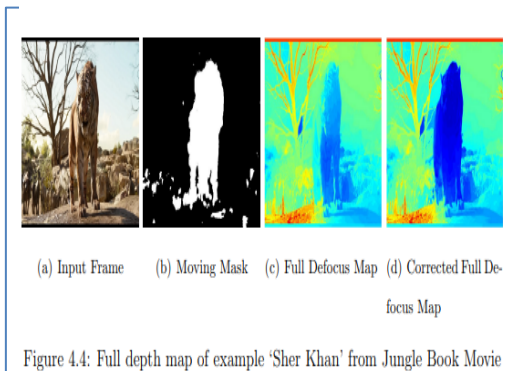 (a) Input Frame (b) Moving Mask (c) Full Defocus Map (d) Corrected Full De-
focus Map
Figure 4.4: Full depth map of example ‘Sher Khan’ from Jungle Book Movie